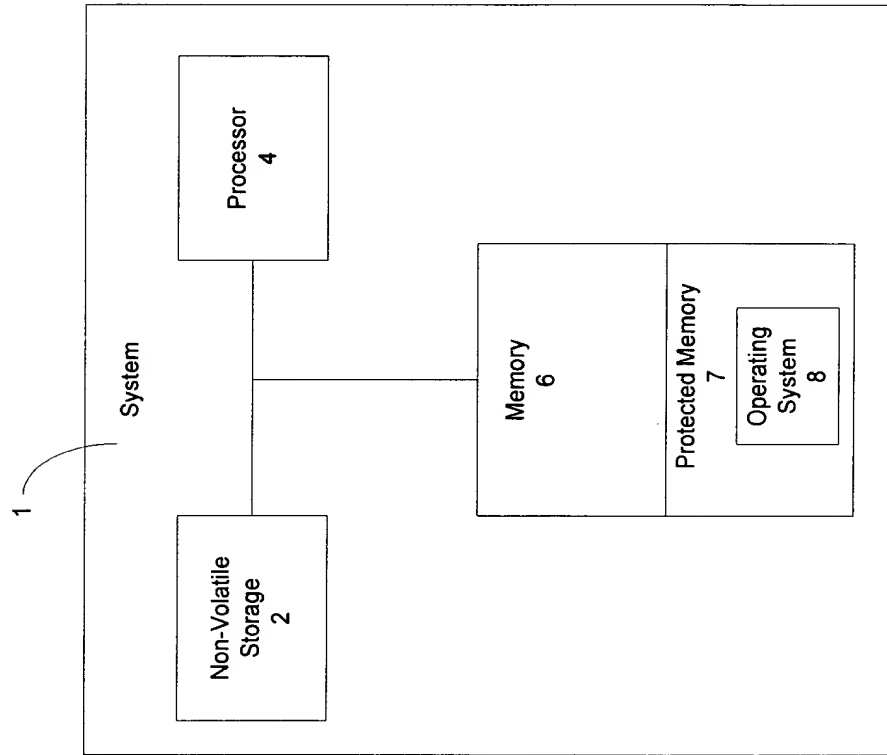 1
System
Non-Volatile
Storage
2
Processor
4
Memory
6
Protected Memory
7
Operating
System
8